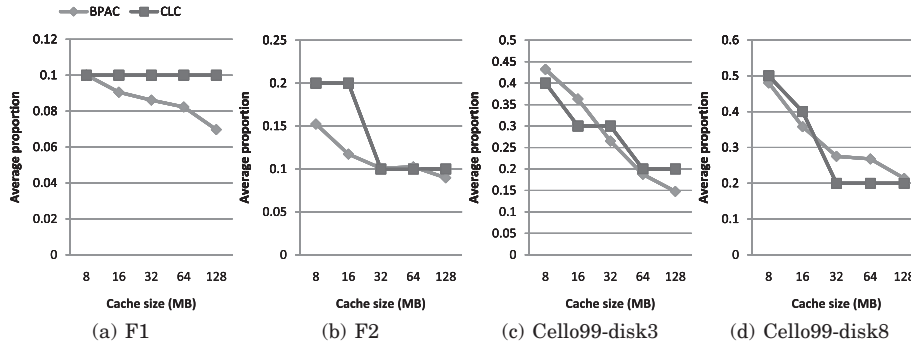 BPAC CLC
0.12
0.1
0.08
0.06
0.04
0.02
0
Average proportion
8 16 32 64 128
Cache size (MB)
(a) F1
0.25
0.2
0.15
0.1
0.05
0
Average proportion
8 16 32 64 128
Cache size (MB)
(b) F2
0.5
0.45
0.4
0.35
0.3
0.25
0.2
0.15
0.1
0.05
0
Average proportion
8 16 32 64 128
Cache size (MB)
(c) Cello99-disk3
0.6
0.5
0.4
0.3
0.2
0.1
0
Average proportion
8 16 32 64 128
Cache size (MB)
(d) Cello99-disk8